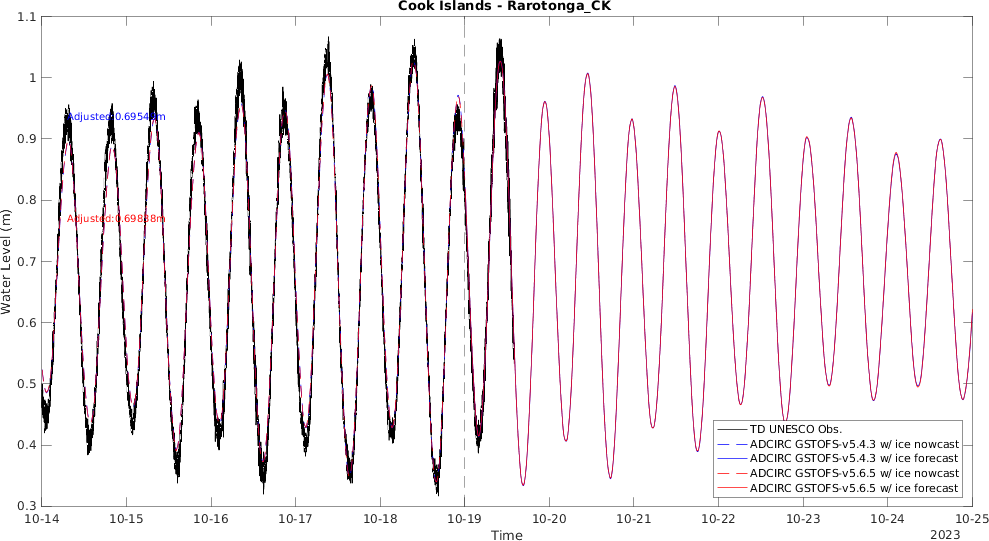 Cook Islands - Rarotonga_CK
1.1
1
0.9
0.8
0.7
0.6
0.5
0.4
0.3
Water Level (m)
Adjusted:0.69838m
TD UNESCO Obs.
ADCIRC GSTOFS-v5.4.3 w/ ice nowcast
ADCIRC GSTOFS-v5.4.3 w/ ice forecast
ADCIRC GSTOFS-v5.6.5 w/ ice nowcast
ADCIRC GSTOFS-v5.6.5 w/ ice forecast
10-14 10-15 10-16 10-17 10-18 10-19 10-20 10-21 10-22 10-23 10-24 10-25
Time
2023